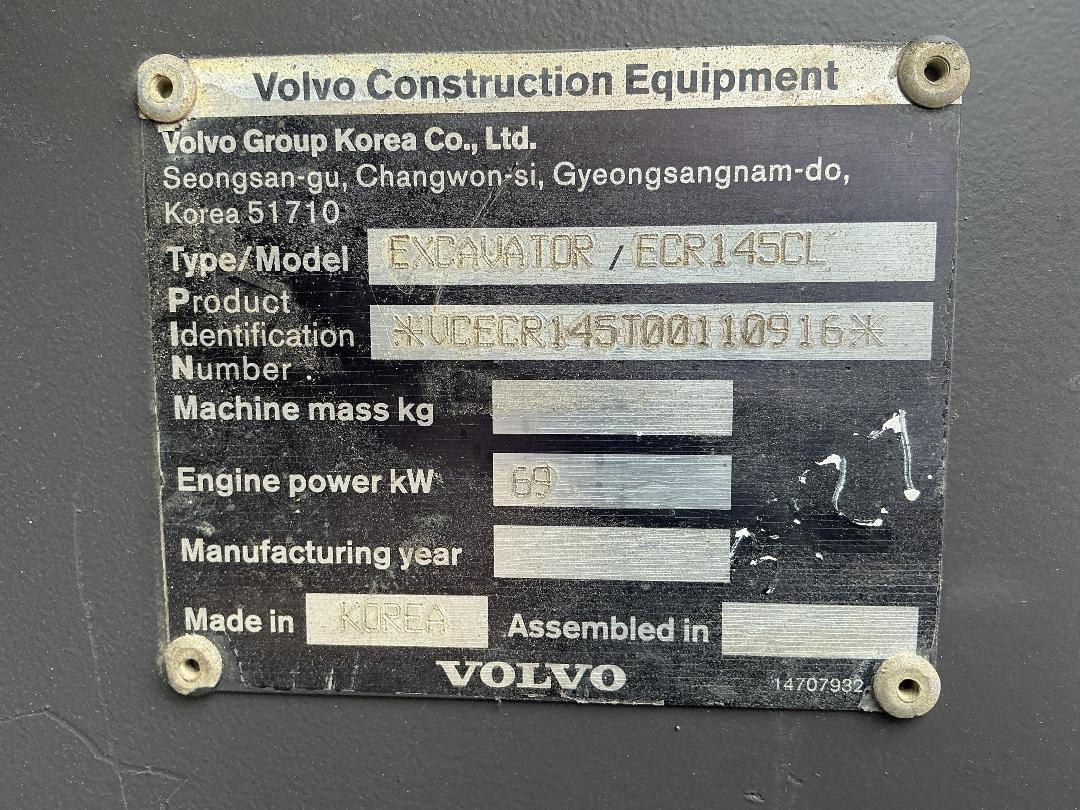 Volvo Construction Equipment
Volvo Group Korea Co., Ltd.
Seongsan-gu, Changwon-si, Gyeongsangnam-do,
Korea 51710
Type/Model EXCAVATOR / ECR145CL
Product
Identification *VCECR145T00110916*
Number
Machine mass kg
Engine power kW 69
Manufacturing year
Made in KOREA Assembled in
VOLVO 14707932